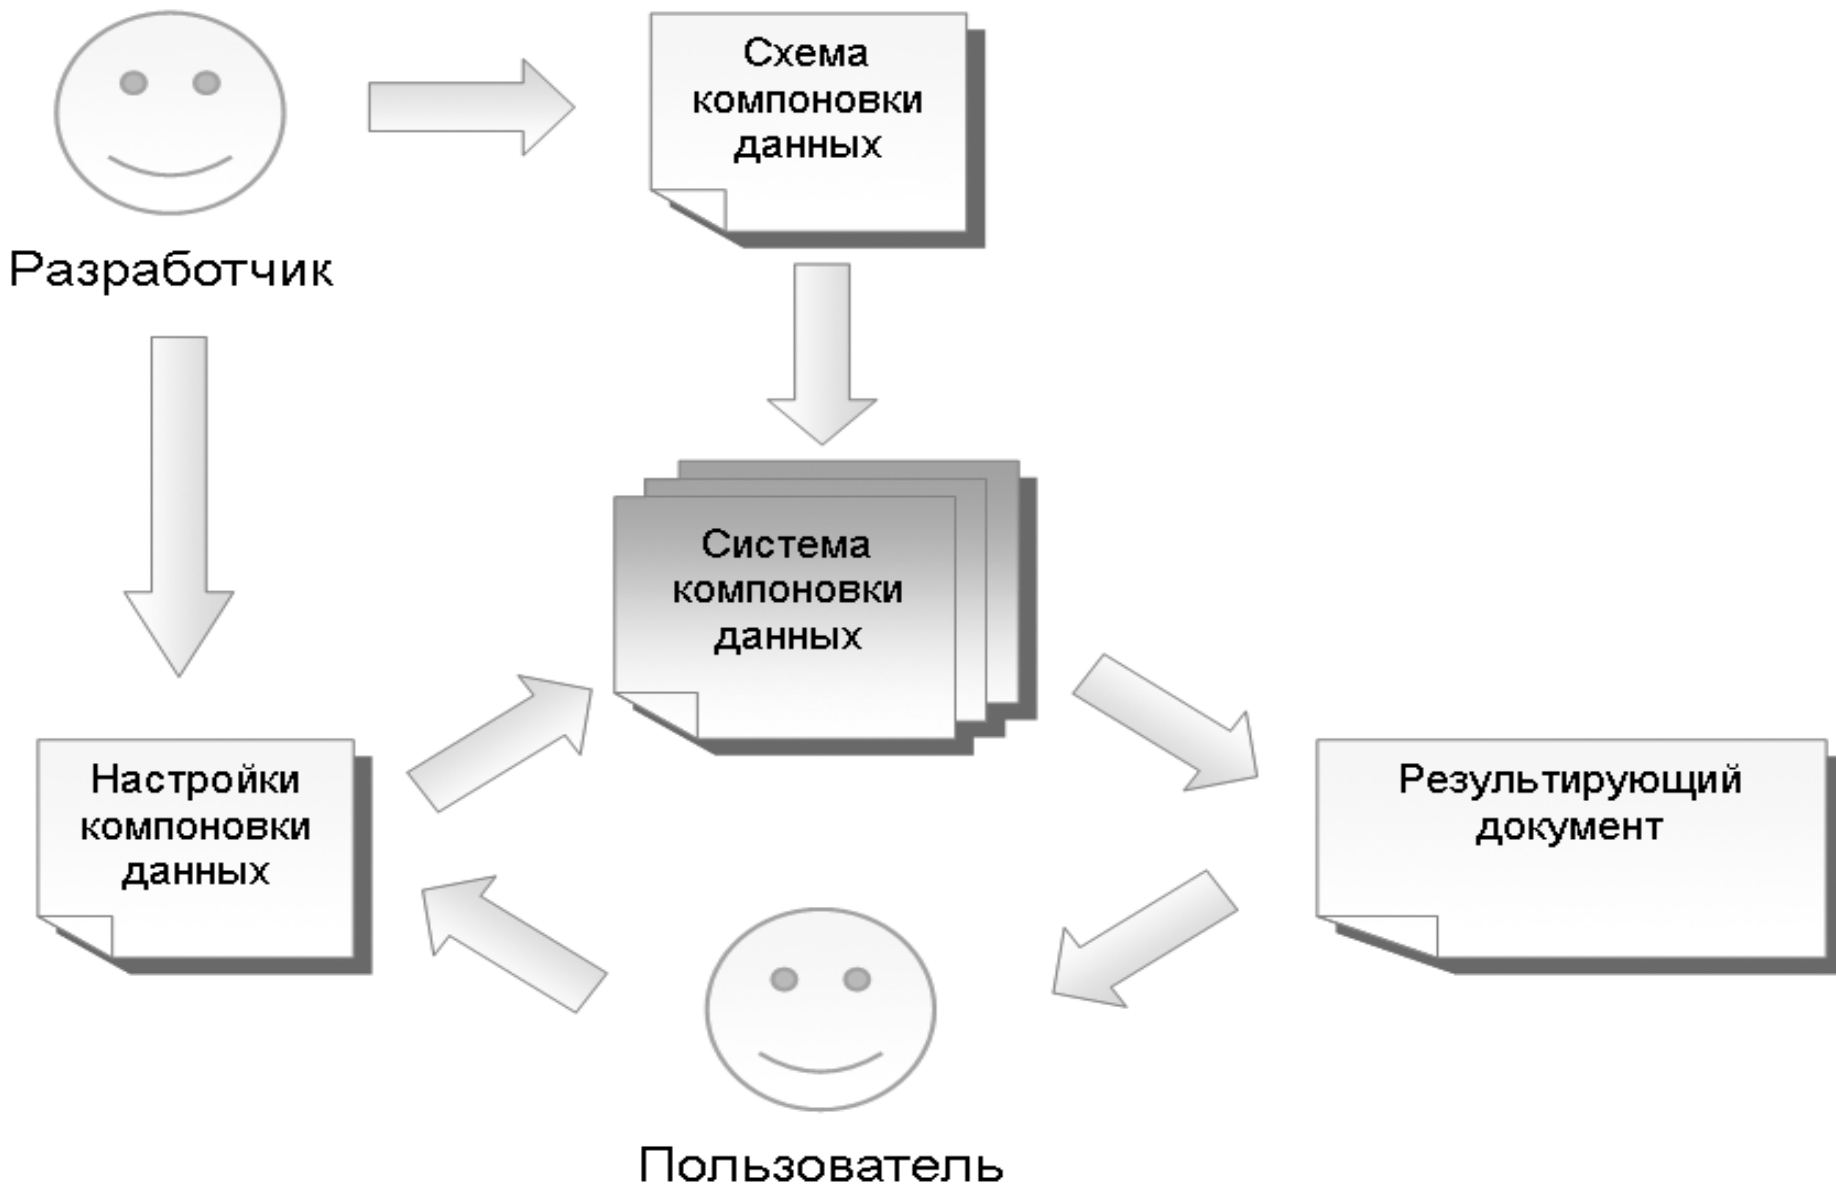 Схема
компоновки
данных
Разработчик
Система
компоновки
данных
Настройки
компоновки
данных
Результирующий
документ
Пользователь